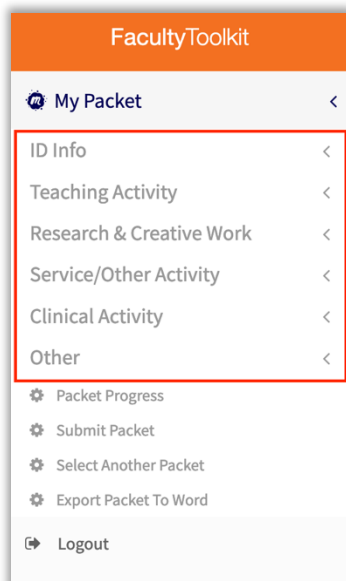 FacultyToolkit
My Packet
ID Info
Teaching Activity
Research & Creative Work
Service/Other Activity
Clinical Activity
Other
Packet Progress
Submit Packet
Select Another Packet
Export Packet To Word
Logout